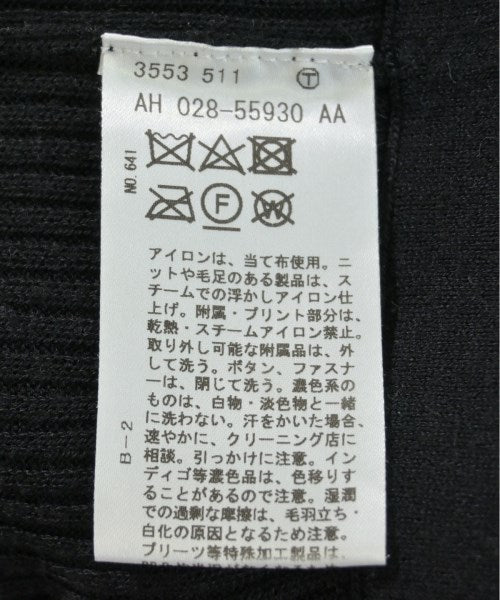 3553 511 T
AH 028-55930 AA
NO.641
F
W
アイロンは、当て布使用。ニ
ットや毛足のある製品は、ス
チームでの浮かしアイロン仕
上げ。附属・プリント部分は、
乾熱・スチームアイロン禁止。
取り外し可能な附属品は、外
して洗う。ボタン、ファスナ
ーは、閉じて洗う。濃色系の
ものは、白物・淡色物と一緒
に洗わない。汗をかいた場合、
速やかに、クリーニング店に
相談。引っかけに注意。イン
ディゴ等濃色品は、色移りす
ることがあるので注意。湿潤
での過剰な摩擦は、毛羽立ち・
白化の原因となるため注意。
プリーツ等特殊加工製品は、
B-2